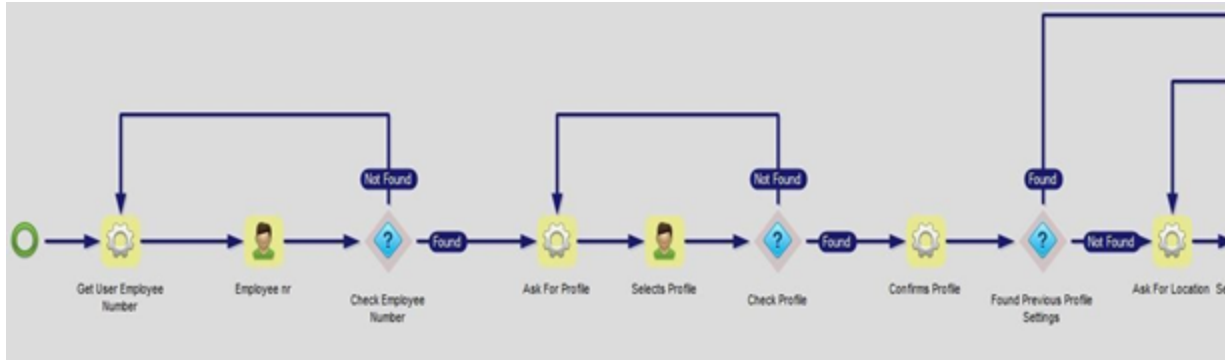 Found
Not Found
Not Found
Found
Found
Not Found
Get User Employee
Number
Employee nr
Check Employee
Number
Ask For Profile
Selects Profile
Check Profile
Confirms Profile
Found Previous Profile
Settings
Ask For Location